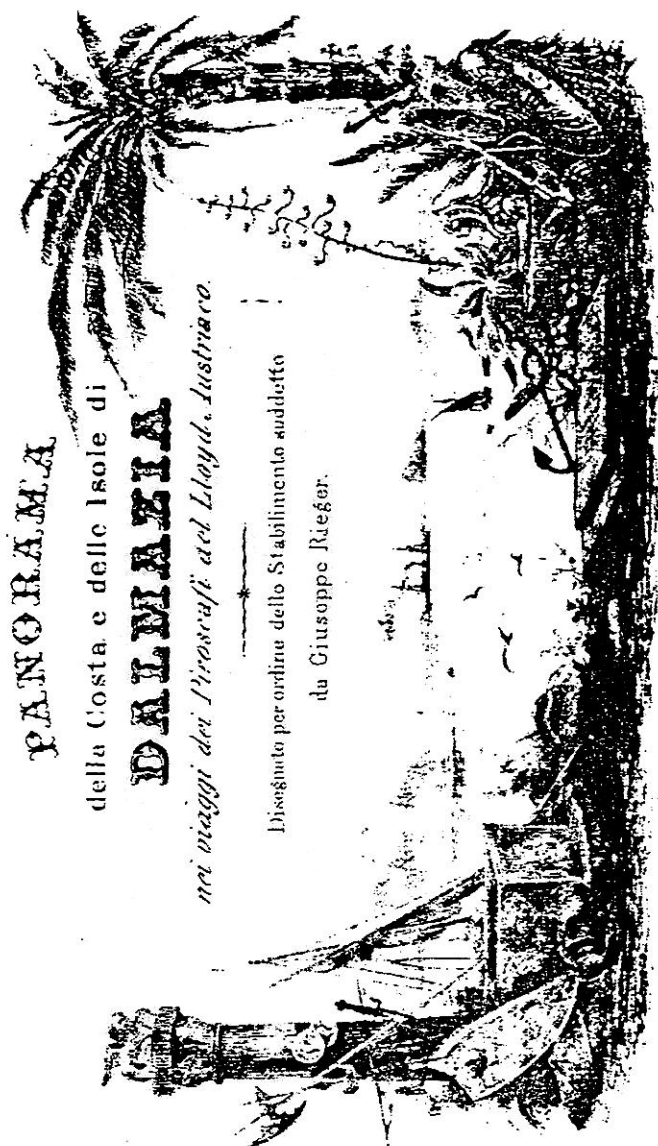 PANORAMA
della Costa e delle Isole di
DALMAZIA
nei viaggi dei Piroscafi del Lloyd Austriaco.
Disegnato per ordine dello Stabilimento suddetto
da Giuseppe Rieger.